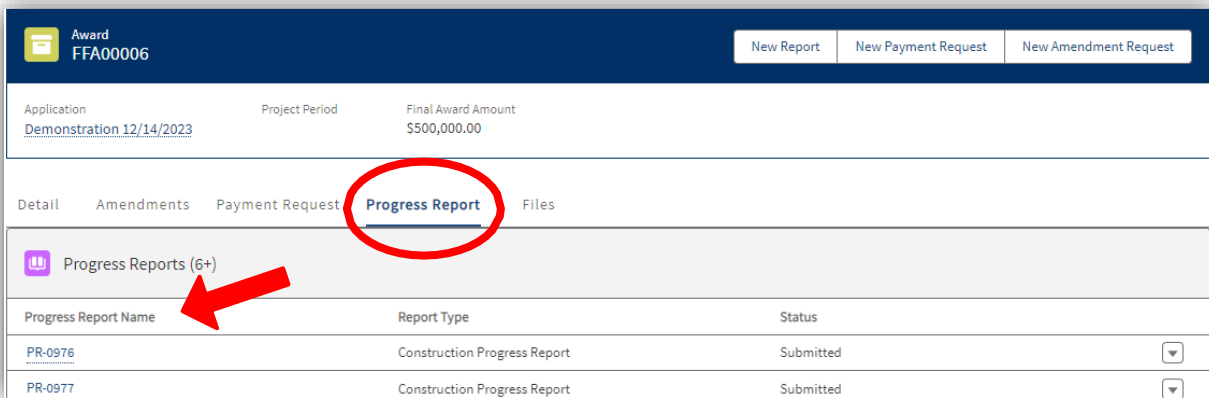 Award
FFA00006
New Report New Payment Request New Amendment Request
Application Project Period Final Award Amount
Demonstration 12/14/2023 $500,000.00
Detail Amendments Payment Request Progress Report Files
Progress Reports (6+)
Progress Report Name Report Type Status
PR-0976 Construction Progress Report Submitted
PR-0977 Construction Progress Report Submitted